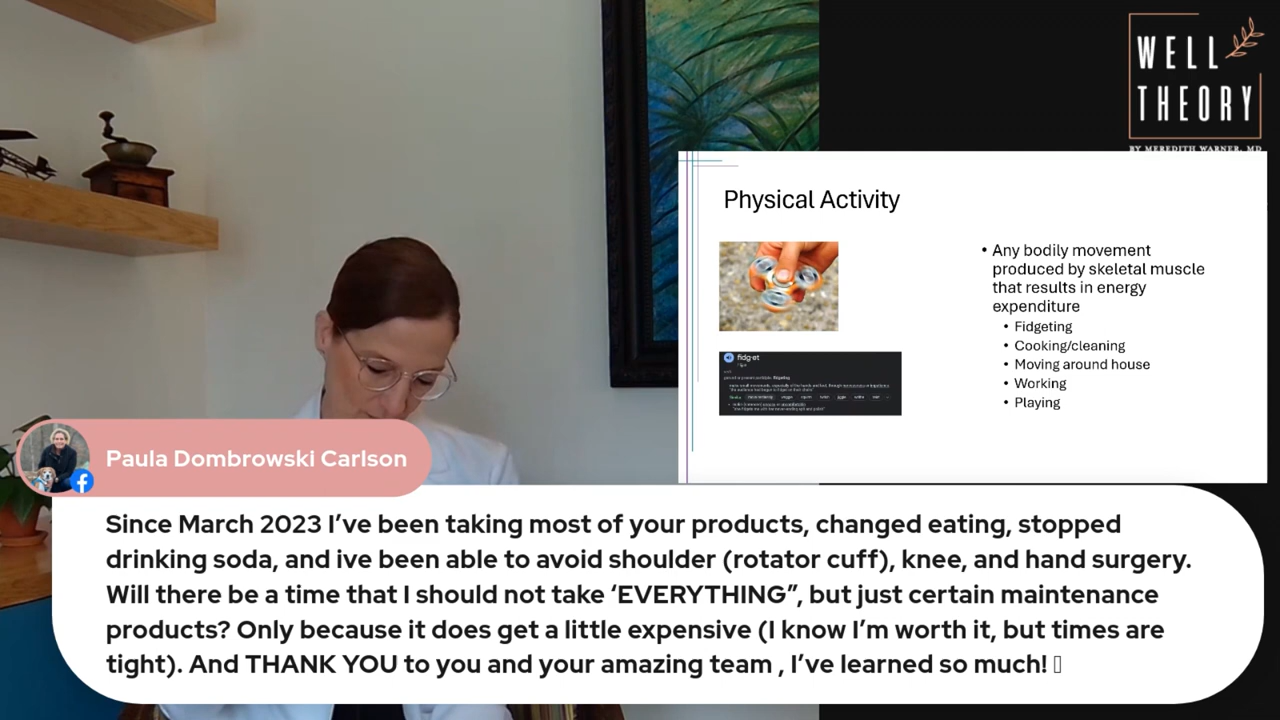 WELL
THEORY
BY MEREDITH WARNER, MD
Physical Activity
• Any bodily movement
produced by skeletal muscle
that results in energy
expenditure
• Fidgeting
• Cooking/cleaning
• Moving around house
• Working
• Playing
fidg·et
Paula Dombrowski Carlson
Since March 2023 I’ve been taking most of your products, changed eating, stopped
drinking soda, and ive been able to avoid shoulder (rotator cuff), knee, and hand surgery.
Will there be a time that I should not take ‘EVERYTHING”, but just certain maintenance
products? Only because it does get a little expensive (I know I’m worth it, but times are
tight). And THANK YOU to you and your amazing team , I’ve learned so much!